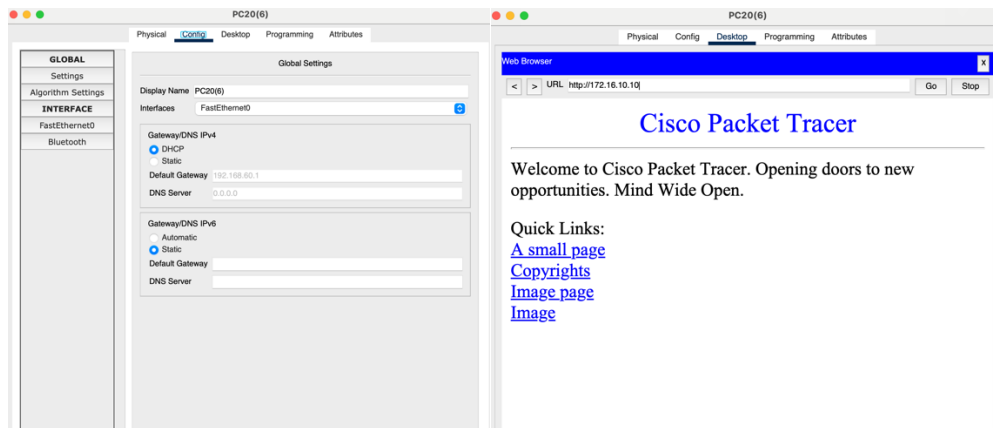 PC20(6)
Physical Config Desktop Programming Attributes
GLOBAL
Settings
Algorithm Settings
INTERFACE
FastEthernet0
Bluetooth
Global Settings
Display Name PC20(6)
Interfaces FastEthernet0
Gateway/DNS IPv4
DHCP
Static
Default Gateway 192.168.60.1
DNS Server 0.0.0.0
Gateway/DNS IPv6
Automatic
Static
Default Gateway
DNS Server
PC20(6)
Physical Config Desktop Programming Attributes
Web Browser X
< > URL http://172.16.10.10 Go Stop
Cisco Packet Tracer
Welcome to Cisco Packet Tracer. Opening doors to new
opportunities. Mind Wide Open.
Quick Links:
A small page
Copyrights
Image page
Image